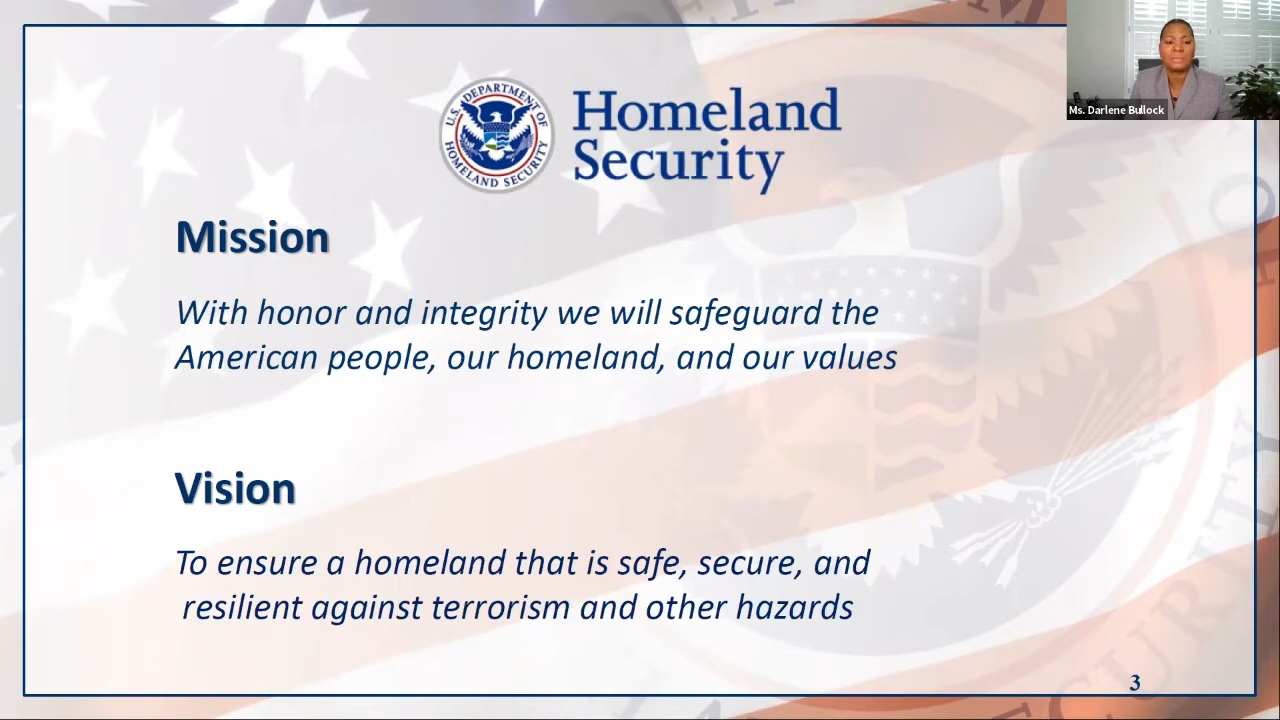 U.S. DEPARTMENT OF
HOMELAND SECURITY
Homeland
Security
Ms. Darlene Bullock
Mission
With honor and integrity we will safeguard the
American people, our homeland, and our values
Vision
To ensure a homeland that is safe, secure, and
resilient against terrorism and other hazards
3